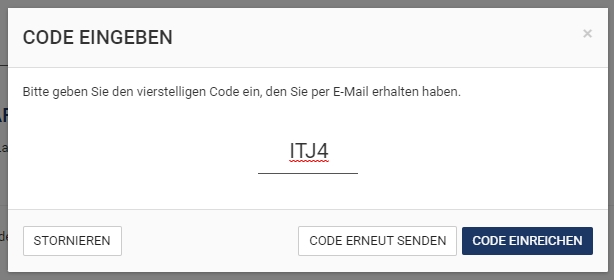 CODE EINGEBEN ×
Bitte geben Sie den vierstelligen Code ein, den Sie per E-Mail erhalten haben.
ITJ4
STORNIEREN CODE ERNEUT SENDEN CODE EINREICHEN